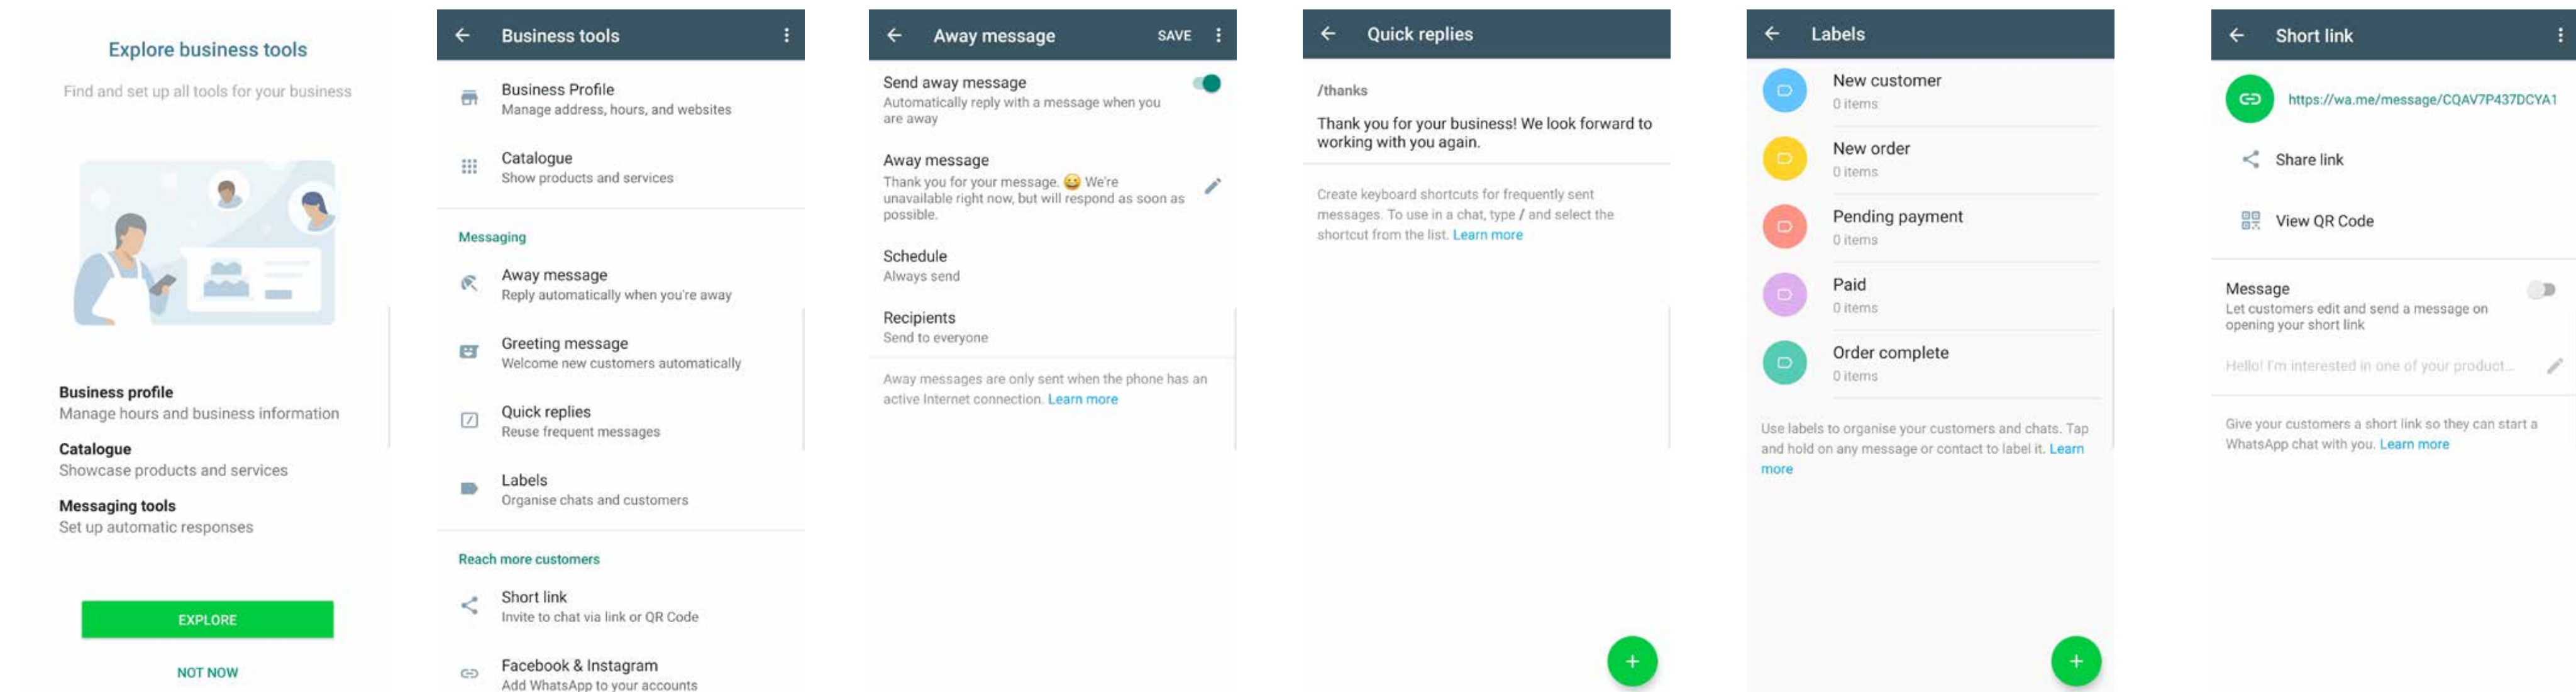 Explore business tools
Find and set up all tools for your business
Business profile
Manage hours and business information
Catalogue
Showcase products and services
Messaging tools
Set up automatic responses
EXPLORE
NOT NOW
Business tools
Business Profile
Manage address, hours, and websites
Catalogue
Show products and services
Messaging
Away message
Reply automatically when you're away
Greeting message
Welcome new customers automatically
Quick replies
Reuse frequent messages
Labels
Organise chats and customers
Reach more customers
Short link
Invite to chat via link or QR Code
Facebook & Instagram
Add WhatsApp to your accounts
Away message SAVE
Send away message
Automatically reply with a message when you
are away
Away message
Thank you for your message. 😀 We're
unavailable right now, but will respond as soon as
possible.
Schedule
Always send
Recipients
Send to everyone
Away messages are only sent when the phone has an
active Internet connection. Learn more
Quick replies
/thanks
Thank you for your business! We look forward to
working with you again.
Create keyboard shortcuts for frequently sent
messages. To use in a chat, type / and select the
shortcut from the list. Learn more
Labels
New customer
0 items
New order
0 items
Pending payment
0 items
Paid
0 items
Order complete
0 items
Use labels to organise your customers and chats. Tap
and hold on any message or contact to label it. Learn
more
Short link
https://wa.me/message/CQAV7P437DCYA1
Share link
View QR Code
Message
Let customers edit and send a message on
opening your short link
Hello! I'm interested in one of your product...
Give your customers a short link so they can start a
WhatsApp chat with you. Learn more